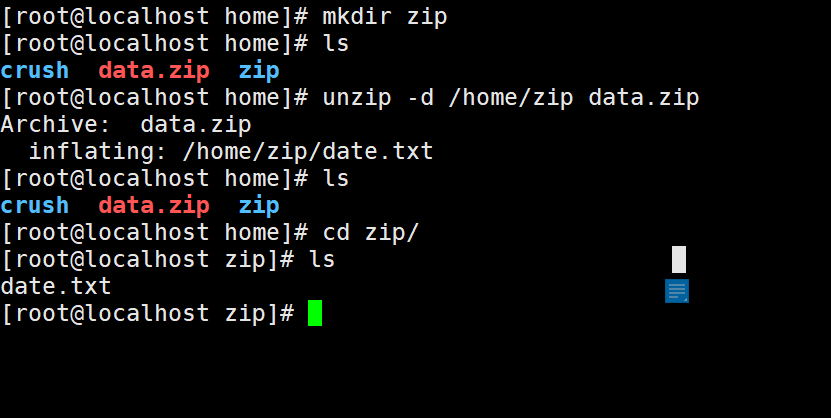 [root@localhost home]# mkdir zip
[root@localhost home]# ls
crush  data.zip  zip
[root@localhost home]# unzip -d /home/zip data.zip
Archive:  data.zip
  inflating: /home/zip/date.txt
[root@localhost home]# ls
crush  data.zip  zip
[root@localhost home]# cd zip/
[root@localhost zip]# ls
date.txt
[root@localhost zip]#